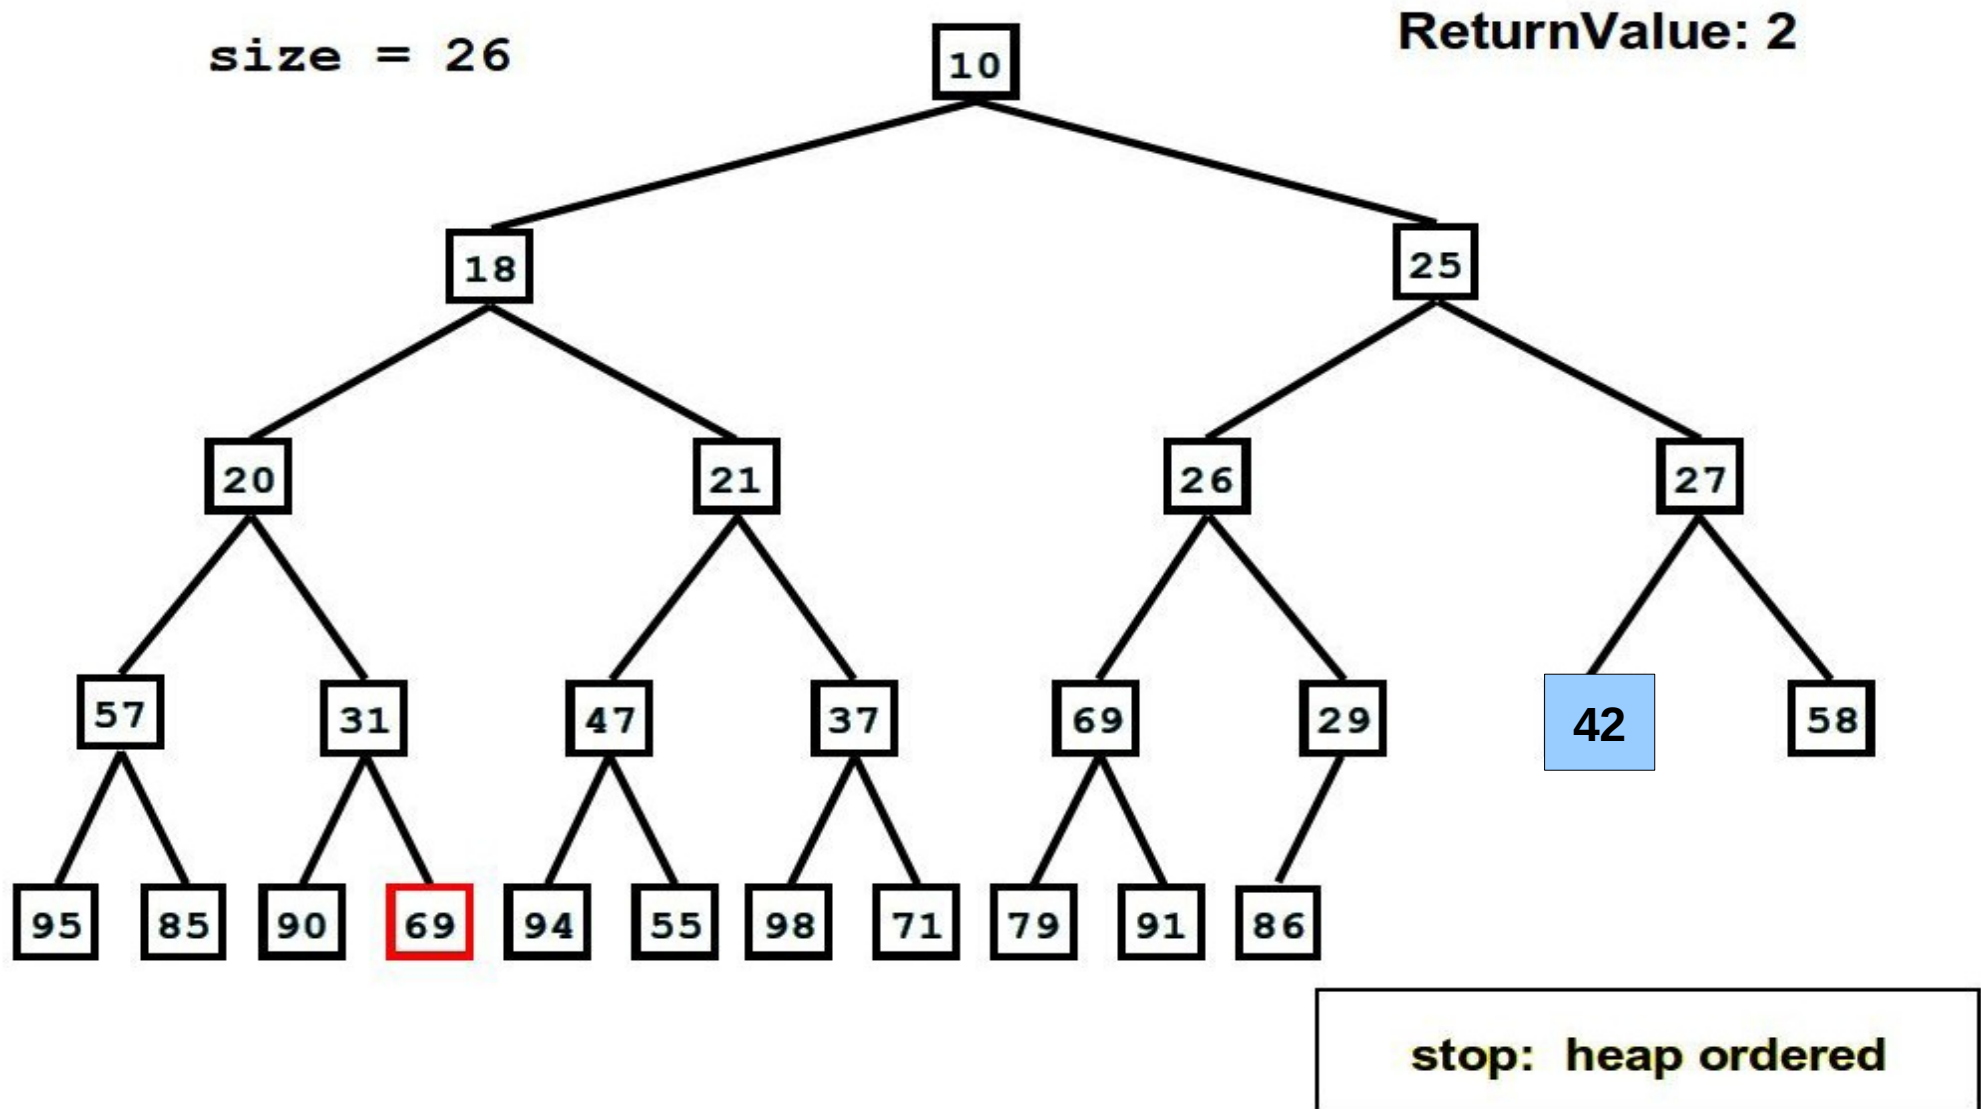 size = 26
ReturnValue: 2
10
18 25
20 21 26 27
57 31 47 37 69 29 42 58
95 85 90 69 94 55 98 71 79 91 86
stop: heap ordered